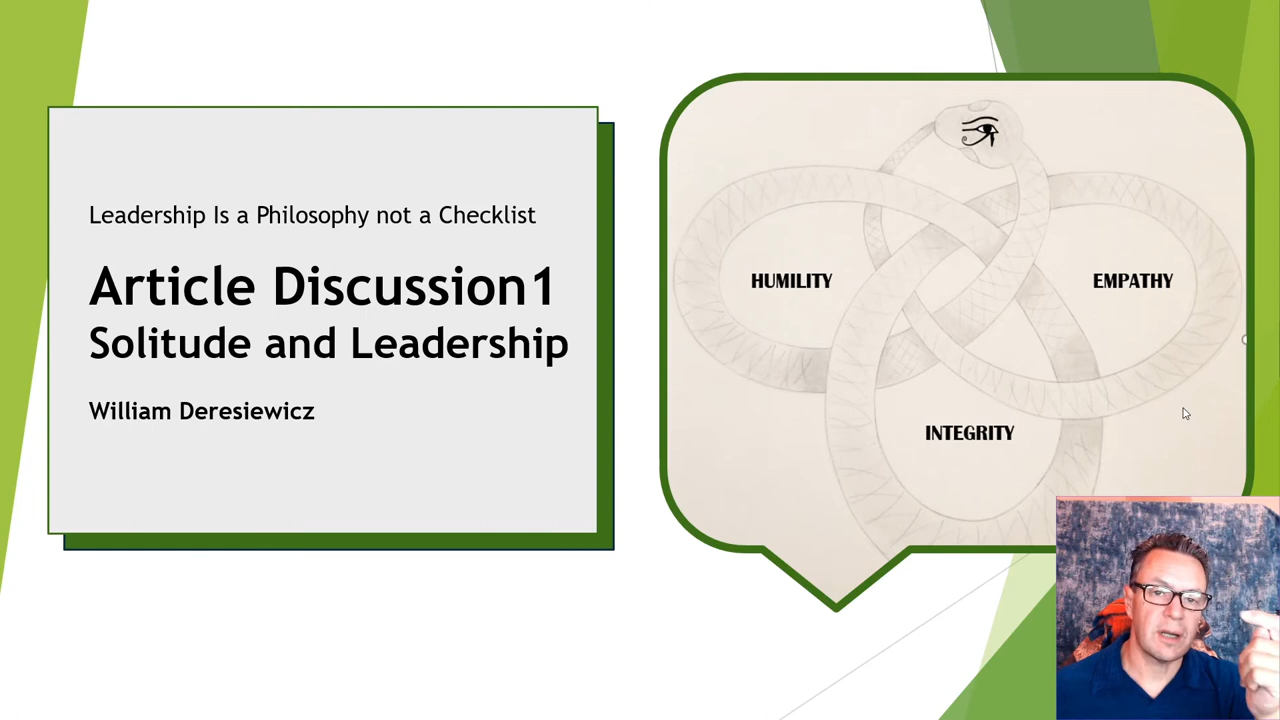 Leadership Is a Philosophy not a Checklist
Article Discussion1
Solitude and Leadership
William Deresiewicz
HUMILITY
EMPATHY
INTEGRITY